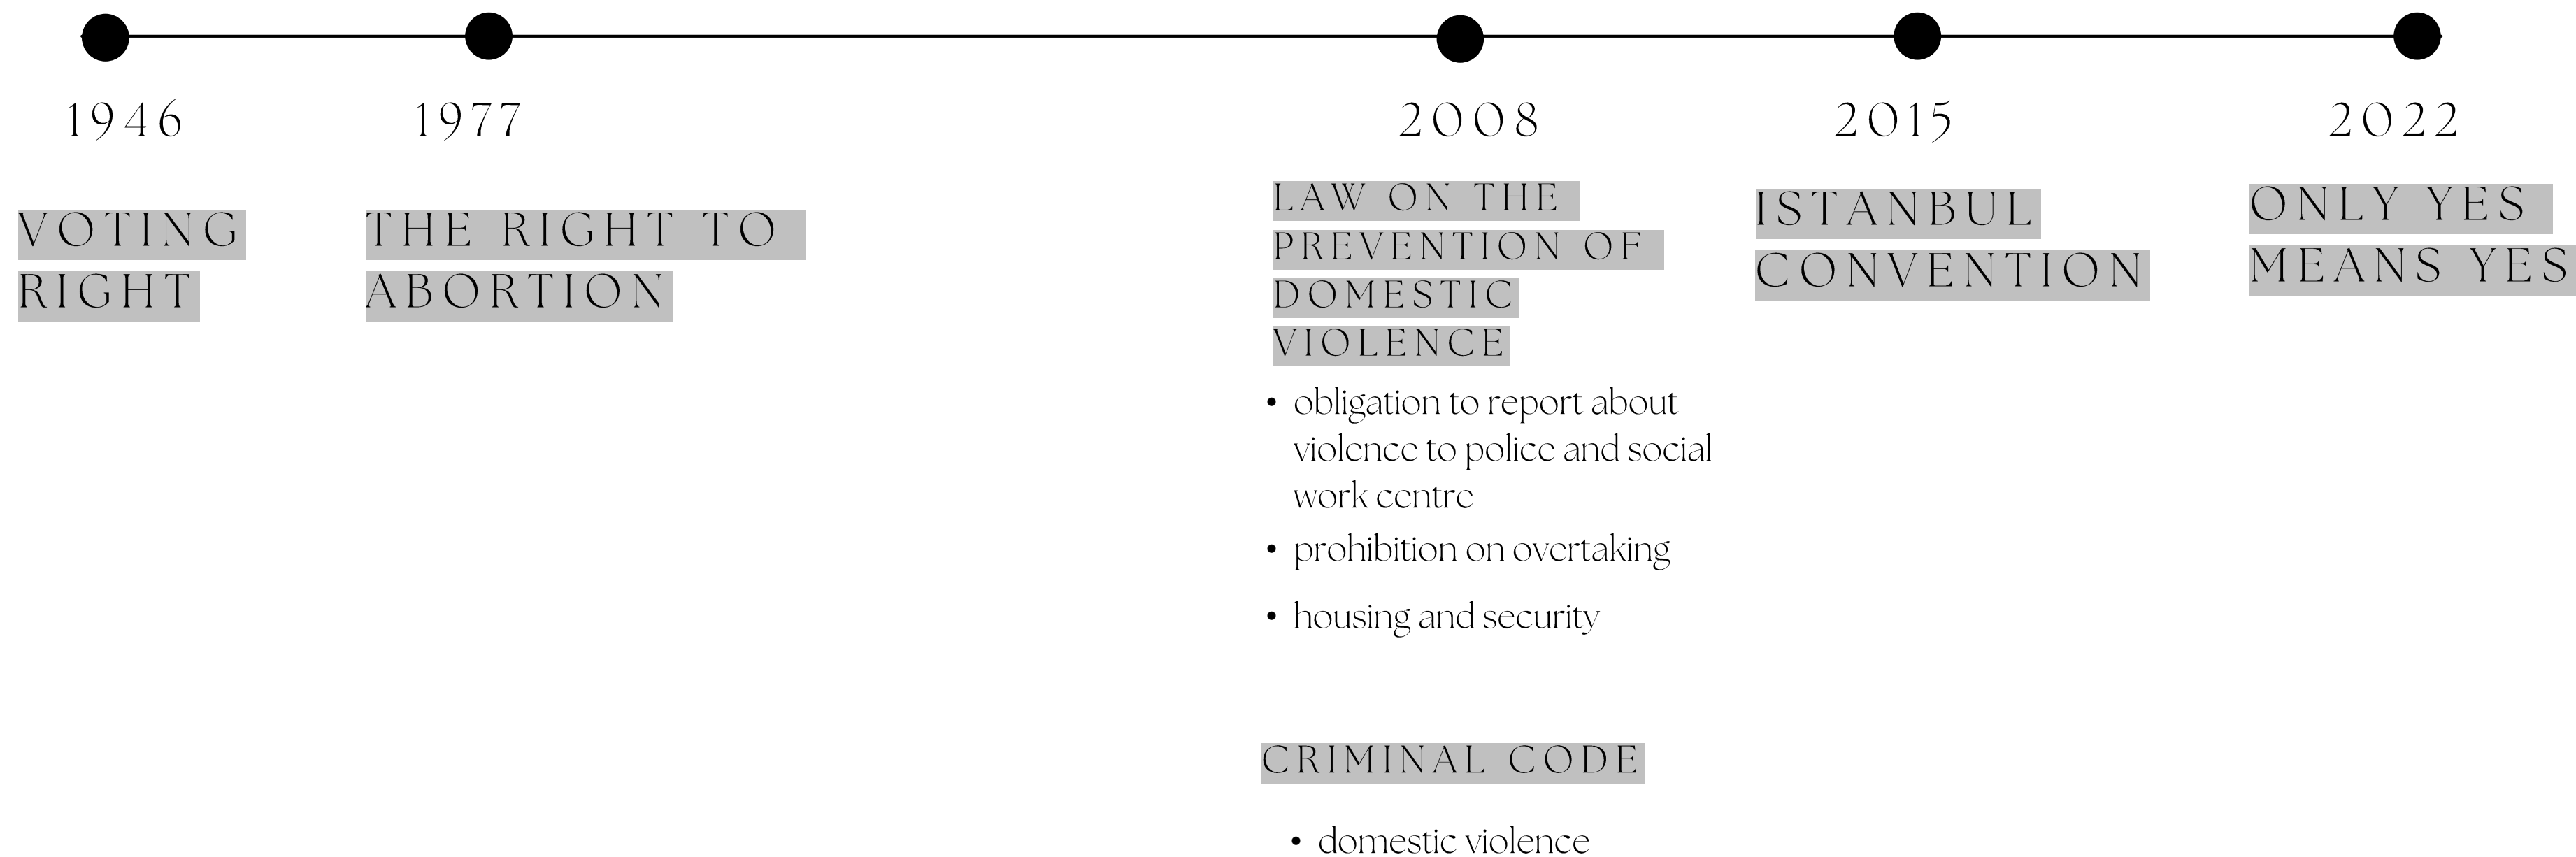 1946
1977
2008
2015
2022
VOTING
RIGHT
THE RIGHT TO
ABORTION
LAW ON THE
PREVENTION OF
DOMESTIC
VIOLENCE
• obligation to report about
violence to police and social
work centre
• prohibition on overtaking
• housing and security
CRIMINAL CODE
• domestic violence
ISTANBUL
CONVENTION
ONLY YES
MEANS YES